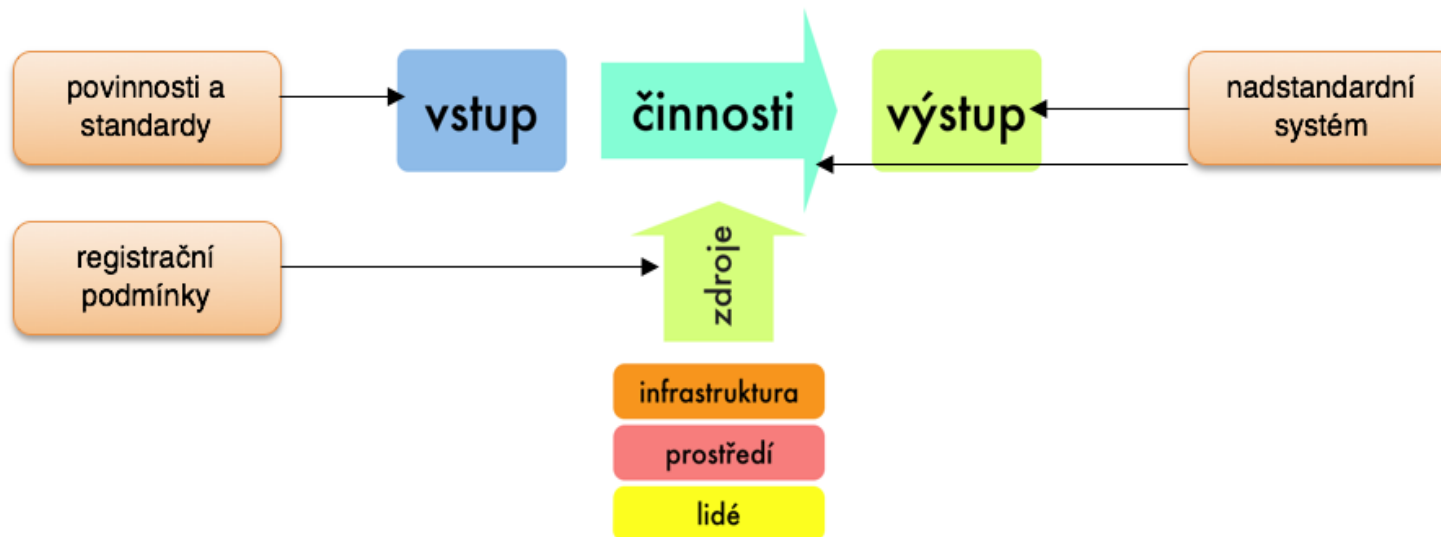 povinnosti a
standardy
vstup
činnosti
výstup
nadstandardní
systém
registrační
podmínky
zdroje
infrastruktura
prostředí
lidé